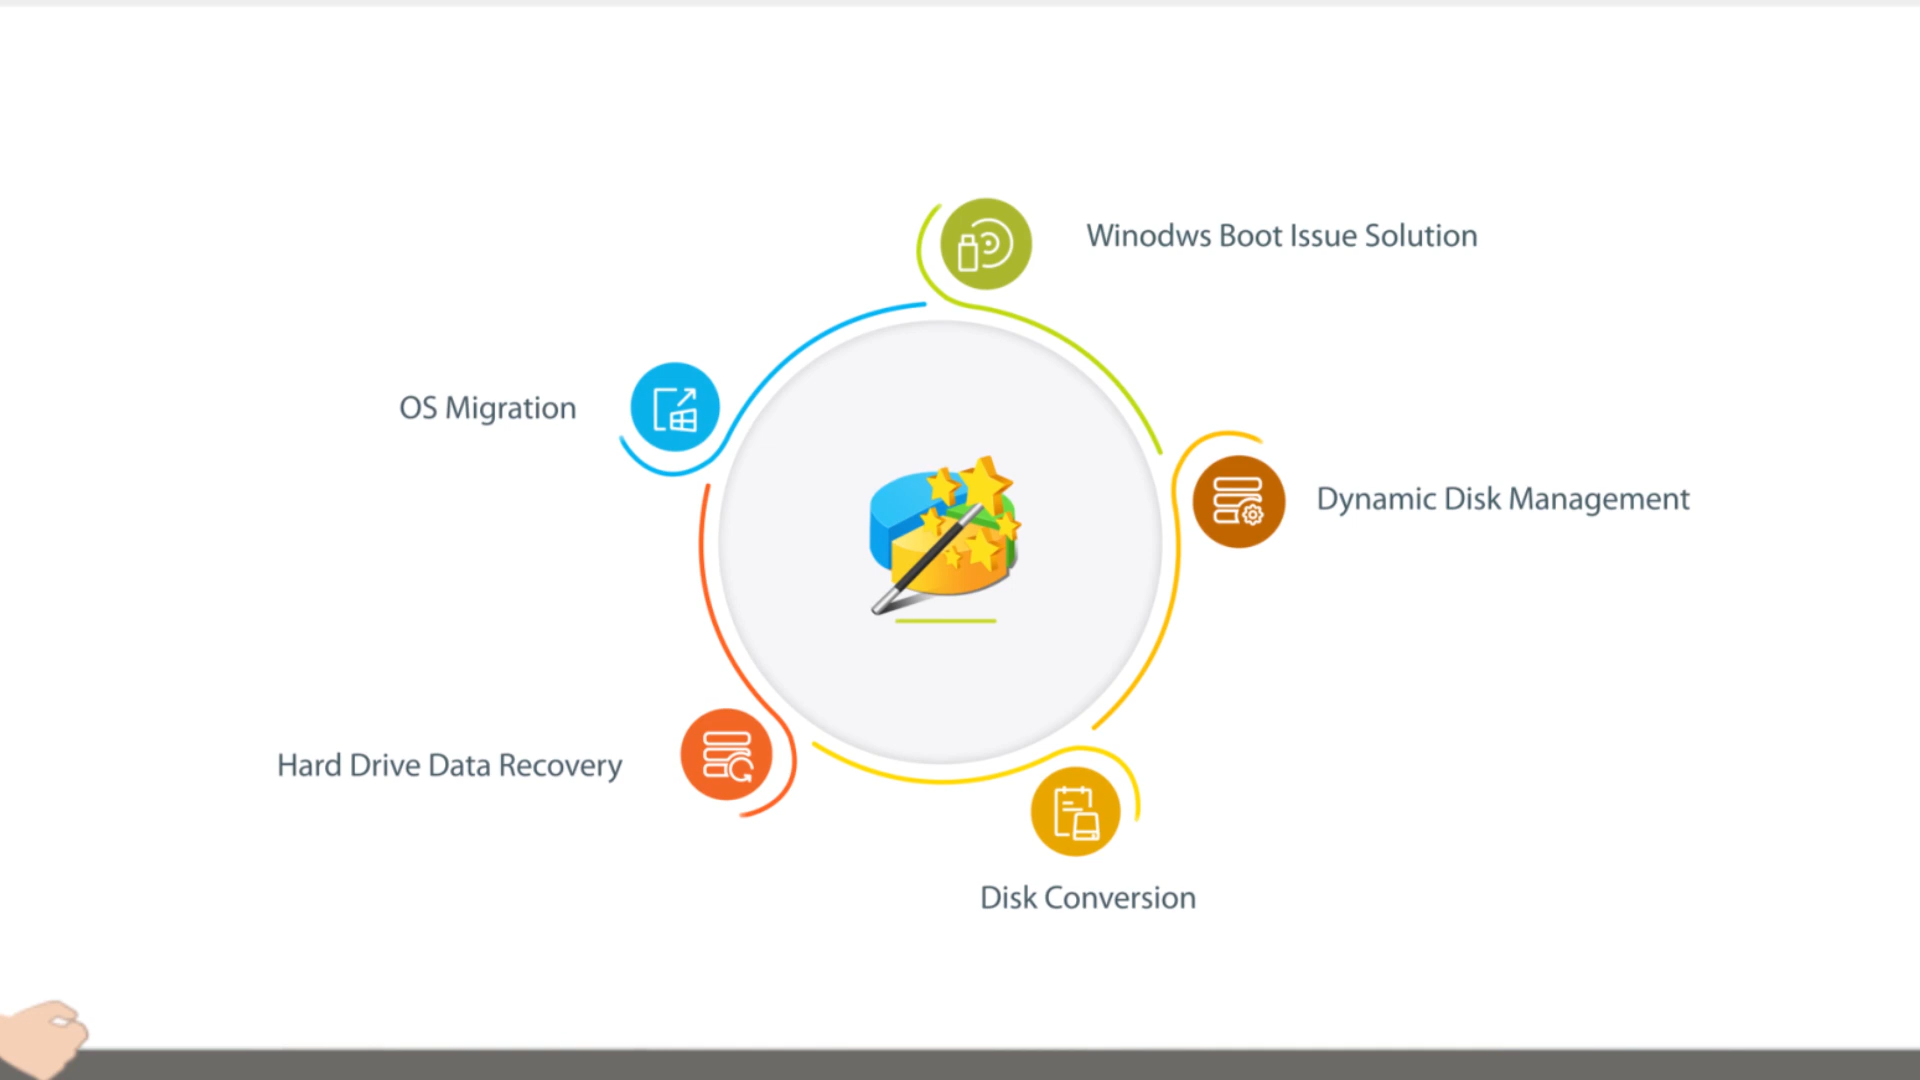 Winodws Boot Issue Solution
OS Migration
Dynamic Disk Management
Hard Drive Data Recovery
Disk Conversion